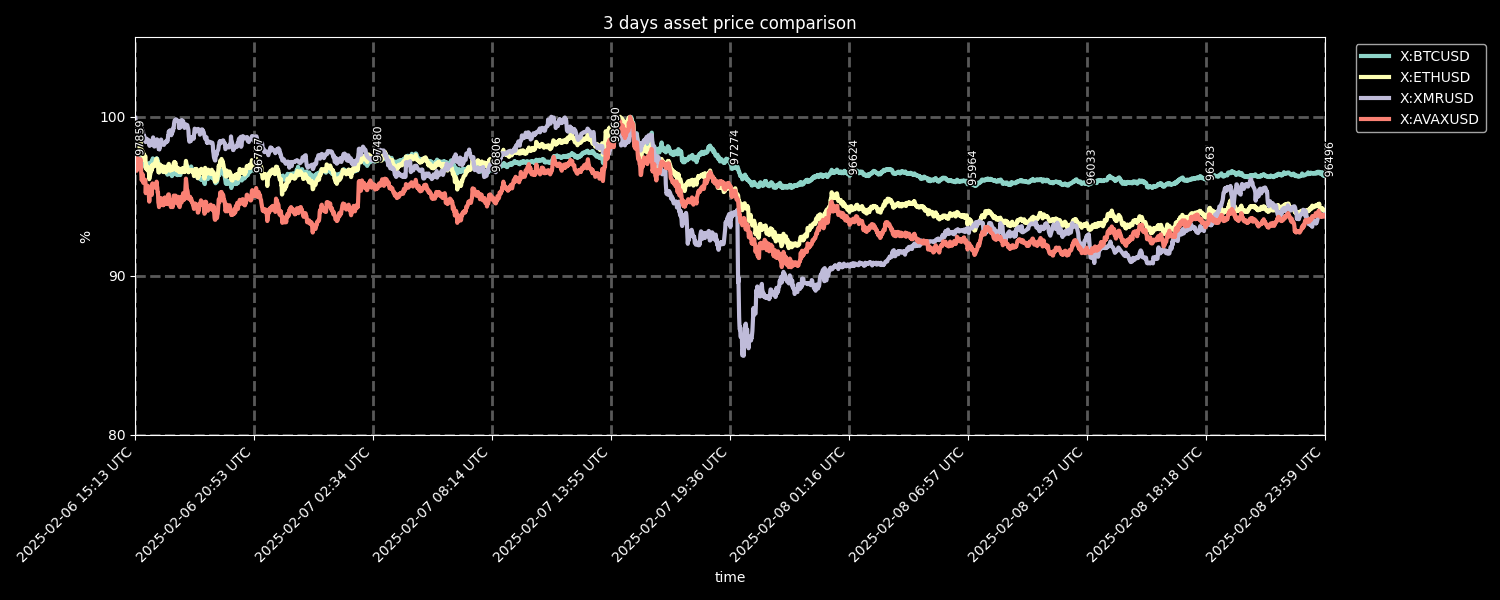 3 days asset price comparison
X:BTCUSD
X:ETHUSD
X:XMRUSD
X:AVAXUSD
100
90
80
%
97859
96767
97480
96806
98690
97274
96624
95964
96033
96263
96496
2025-02-06 15:13 UTC
2025-02-06 20:53 UTC
2025-02-07 02:34 UTC
2025-02-07 08:14 UTC
2025-02-07 13:55 UTC
2025-02-07 19:36 UTC
2025-02-08 01:16 UTC
2025-02-08 06:57 UTC
2025-02-08 12:37 UTC
2025-02-08 18:18 UTC
2025-02-08 23:59 UTC
time